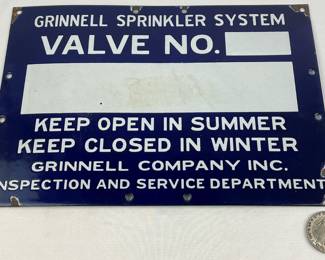 GRINNELL SPRINKLER SYSTEM
VALVE NO.
KEEP OPEN IN SUMMER
KEEP CLOSED IN WINTER
GRINNELL COMPANY INC.
INSPECTION AND SERVICE DEPARTMENT